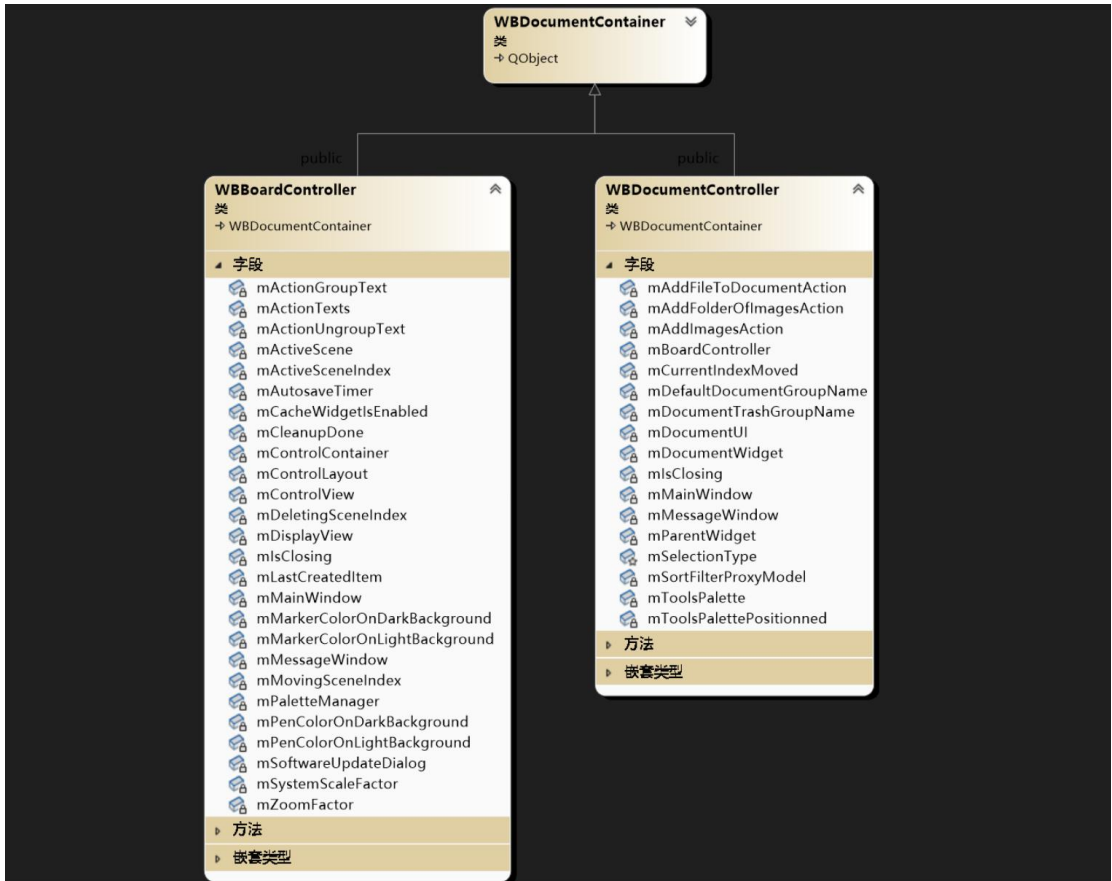 WBDocumentContainer
类
QObject
public
public
WBBoardController
类
WBDocumentContainer
字段
mActionGroupText
mActionTexts
mActionUngroupText
mActiveScene
mActiveSceneIndex
mAutosaveTimer
mCacheWidgetIsEnabled
mCleanupDone
mControlContainer
mControlLayout
mControlView
mDeletingSceneIndex
mDisplayView
mIsClosing
mLastCreatedItem
mMainWindow
mMarkerColorOnDarkBackground
mMarkerColorOnLightBackground
mMessageWindow
mMovingSceneIndex
mPaletteManager
mPenColorOnDarkBackground
mPenColorOnLightBackground
mSoftwareUpdateDialog
mSystemScaleFactor
mZoomFactor
方法
嵌套类型
WBDocumentController
类
WBDocumentContainer
字段
mAddFileToDocumentAction
mAddFolderOfImagesAction
mAddImagesAction
mBoardController
mCurrentIndexMoved
mDefaultDocumentGroupName
mDocumentTrashGroupName
mDocumentUI
mDocumentWidget
mIsClosing
mMainWindow
mMessageWindow
mParentWidget
mSelectionType
mSortFilterProxyModel
mToolsPalette
mToolsPalettePositionned
方法
嵌套类型